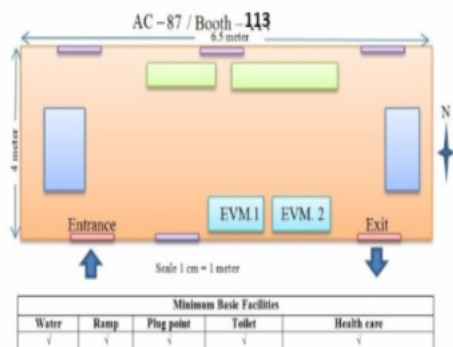 AC – 87 / Booth – 113
6.5 meter
4 meter
N
EVM.1 EVM. 2
Entrance Exit
Scale 1 cm = 1 meter
Minimum Basic Facilities
Water Ramp Plug point Toilet Health care
√ √ √ √ √